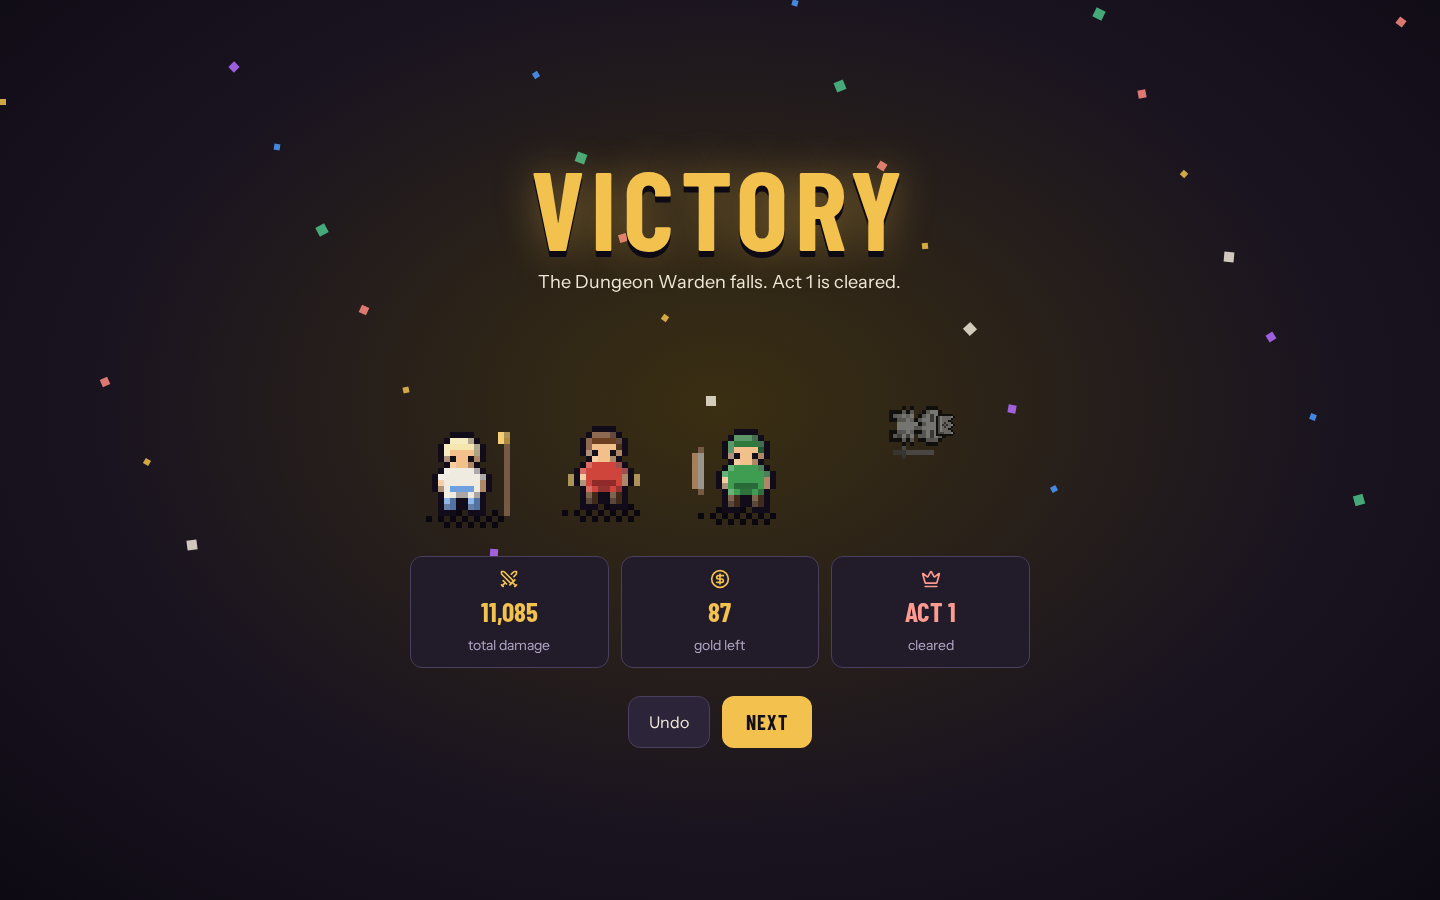 VICTORY
The Dungeon Warden falls. Act 1 is cleared.
11,085
total damage
87
gold left
ACT 1
cleared
Undo
NEXT